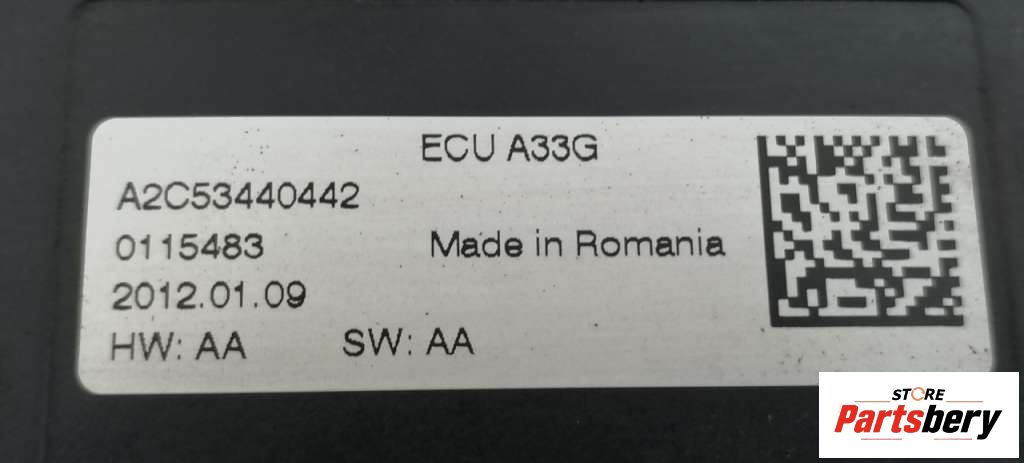 ECU A33G
A2C53440442
0115483
Made in Romania
2012.01.09
HW: AA SW: AA
STORE
Partsbery